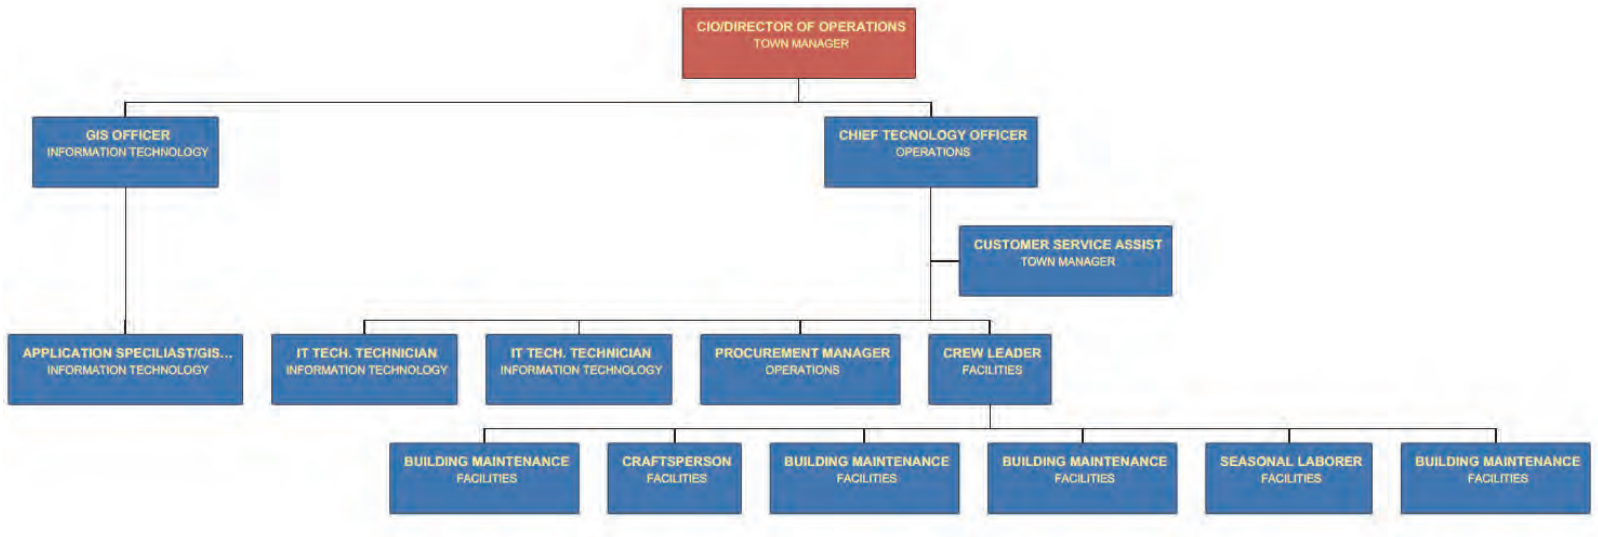 CIO/DIRECTOR OF OPERATIONS
TOWN MANAGER
GIS OFFICER
INFORMATION TECHNOLOGY
CHIEF TECNOLOGY OFFICER
OPERATIONS
CUSTOMER SERVICE ASSIST
TOWN MANAGER
APPLICATION SPECILIAST/GIS...
INFORMATION TECHNOLOGY
IT TECH. TECHNICIAN
INFORMATION TECHNOLOGY
IT TECH. TECHNICIAN
INFORMATION TECHNOLOGY
PROCUREMENT MANAGER
OPERATIONS
CREW LEADER
FACILITIES
BUILDING MAINTENANCE
FACILITIES
CRAFTSPERSON
FACILITIES
BUILDING MAINTENANCE
FACILITIES
BUILDING MAINTENANCE
FACILITIES
SEASONAL LABORER
FACILITIES
BUILDING MAINTENANCE
FACILITIES